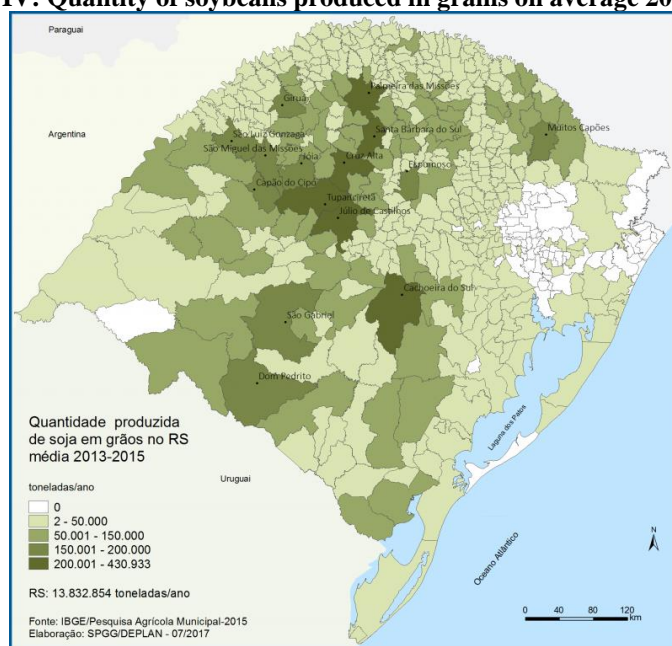 IV: Quantity of soybeans produced in grains on average 20
Paraguai
Palmeira das Missões
Giruá
Argentina
Muitos Capões
Santa Bárbara do Sul
São Luiz Gonzaga
São Miguel das Missões
Jóia
Cruz Alta
Espumoso
Capão do Cipó
Tupanciretã
Júlio de Castilhos
Cachoeira do Sul
São Gabriel
Dom Pedrito
Quantidade produzida
de soja em grãos no RS
média 2013-2015
Laguna dos Patos
toneladas/ano
Uruguai
0
2 - 50.000
50.001 - 150.000
150.001 - 200.000
200.001 - 430.933
Oceano Atlântico
N
RS: 13.832.854 toneladas/ano
Fonte: IBGE/Pesquisa Agrícola Municipal-2015
Elaboração: SPGG/DEPLAN - 07/2017
0 40 80 120
km